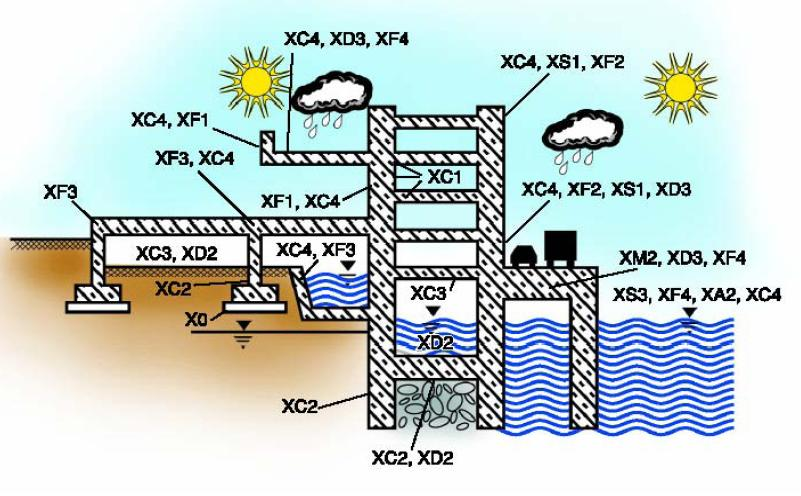 XC4, XD3, XF4
XC4, XS1, XF2
XC4, XF1
XF3, XC4
XC1
XF3
XF1, XC4
XC4, XF2, XS1, XD3
XC3, XD2
XC4, XF3
XM2, XD3, XF4
XC2
XC3
XS3, XF4, XA2, XC4
X0
XD2
XC2
XC2, XD2